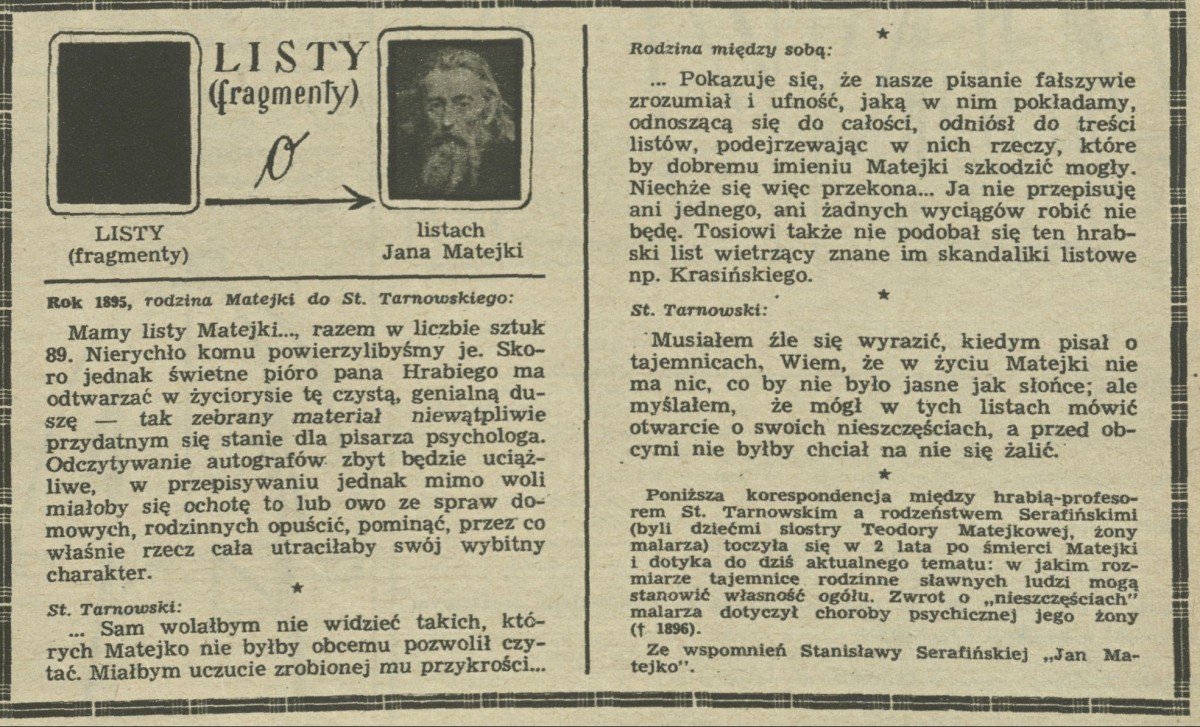 LISTY
(fragmenty)
o
LISTY
(fragmenty)
listach
Jana Matejki
Rok 1895, rodzina Matejki do St. Tarnowskiego:
Mamy listy Matejki..., razem w liczbie sztuk
89. Nierychło komu powierzylibyśmy je. Sko-
ro jednak świetne pióro pana Hrabiego ma
odtwarzać w życiorysie tę czystą, genialną du-
szę — tak zebrany materiał niewątpliwie
przydatnym się stanie dla pisarza psychologa.
Odczytywanie autografów zbyt będzie uciąż-
liwe, w przepisywaniu jednak mimo woli
miałoby się ochotę to lub owo ze spraw do-
mowych, rodzinnych opuścić, pominąć, przez co
właśnie rzecz cała utraciłaby swój wybitny
charakter.
★
St. Tarnowski:
... Sam wolałbym nie widzieć takich, któ-
rych Matejko nie byłby obcemu pozwolił czy-
tać. Miałbym uczucie zrobionej mu przykrości...
★
Rodzina między sobą:
... Pokazuje się, że nasze pisanie fałszywie
zrozumiał i ufność, jaką w nim pokładamy,
odnoszącą się do całości, odniósł do treści
listów, podejrzewając w nich rzeczy, które
by dobremu imieniu Matejki szkodzić mogły.
Niechże się więc przekona... Ja nie przepisuję
ani jednego, ani żadnych wyciągów robić nie
będę. Tosiowi także nie podobał się ten hrab-
ski list wietrzący znane im skandaliki listowe
np. Krasińskiego.
★
St. Tarnowski:
Musiałem źle się wyrazić, kiedym pisał o
tajemnicach. Wiem, że w życiu Matejki nie
ma nic, co by nie było jasne jak słońce; ale
myślałem, że mógł w tych listach mówić
otwarcie o swoich nieszczęściach, a przed ob-
cymi nie byłby chciał na nie się żalić.
★
Poniższa korespondencja między hrabią-profeso-
rem St. Tarnowskim a rodzeństwem Serafińskimi
(byli dziećmi siostry Teodory Matejkowej, żony
malarza) toczyła się w 2 lata po śmierci Matejki
i dotyka do dziś aktualnego tematu: w jakim roz-
miarze tajemnice rodzinne sławnych ludzi mogą
stanowić własność ogółu. Zwrot o „nieszczęściach”
malarza dotyczył choroby psychicznej jego żony
(† 1896).
Ze wspomnień Stanisławy Serafińskiej „Jan Ma-
tejko”.